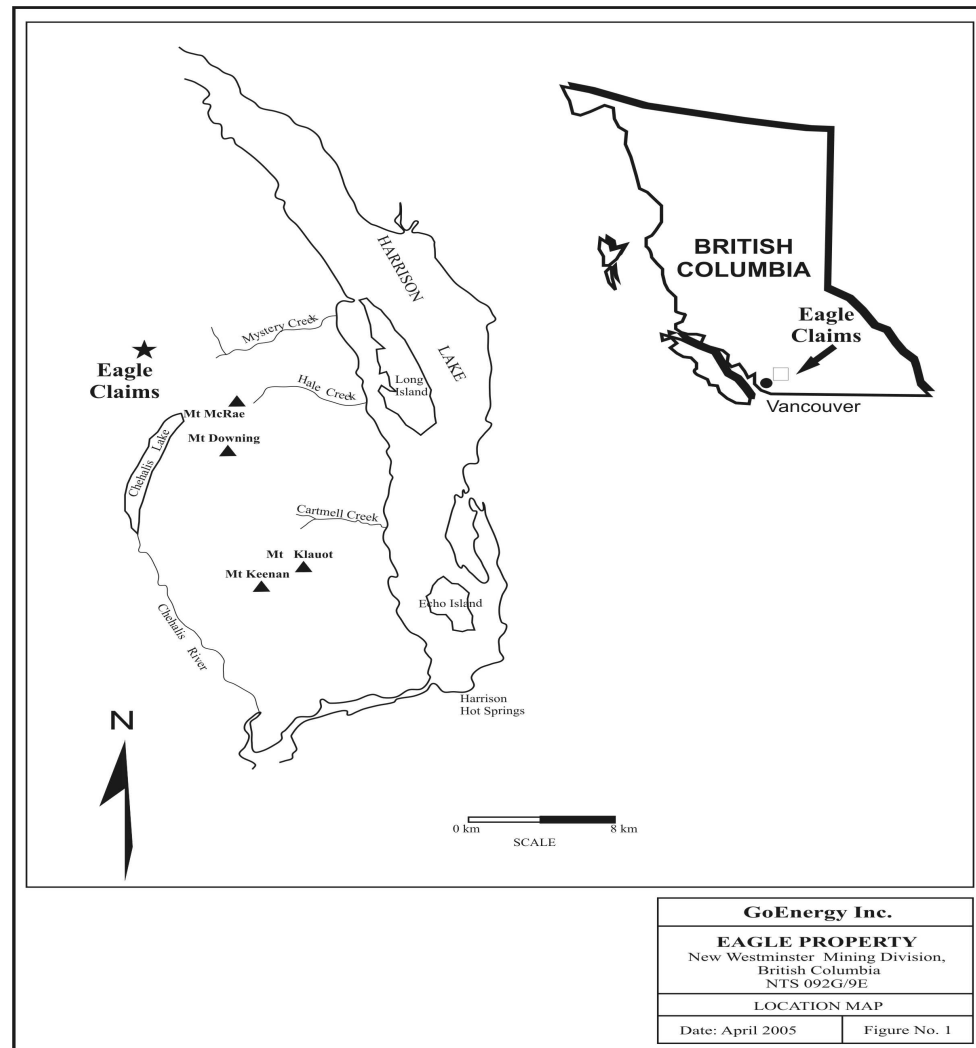 HARRISON
LAKE
BRITISH
COLUMBIA
Eagle
Claims
Vancouver
Mystery Creek
Eagle
Claims
Long
Island
Hale Creek
Mt McRae
Mt Downing
Chehalis Lake
Cartmell Creek
Mt Klauot
Mt Keenan
Echo Island
Chehalis River
Harrison
Hot Springs
N
0 km 8 km
SCALE
GoEnergy Inc.
EAGLE PROPERTY
New Westminster Mining Division,
British Columbia
NTS 092G/9E
LOCATION MAP
Date: April 2005 Figure No. 1